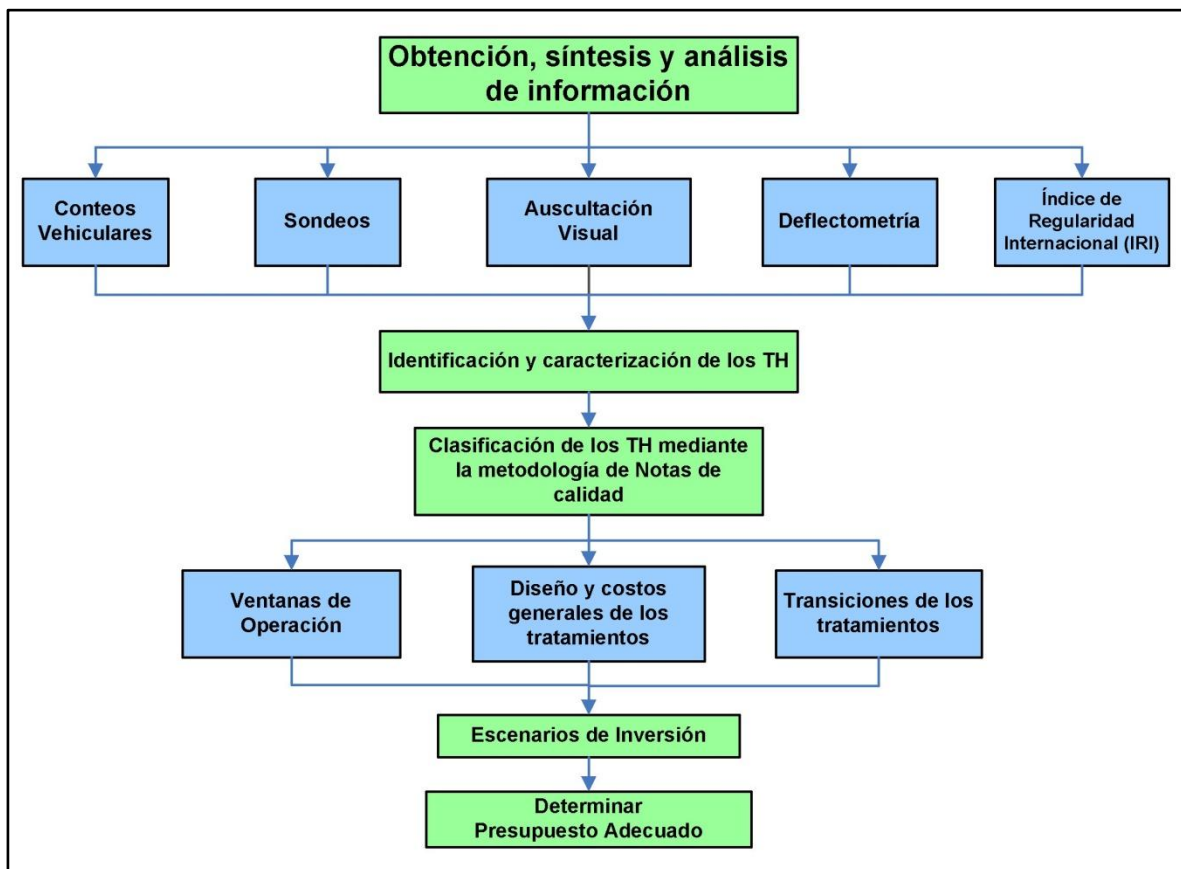 Obtención, síntesis y análisis
de información
Conteos
Vehiculares
Sondeos
Auscultación
Visual
Deflectometría
Índice de
Regularidad
Internacional (IRI)
Identificación y caracterización de los TH
Clasificación de los TH mediante
la metodología de Notas de
calidad
Ventanas de
Operación
Diseño y costos
generales de los
tratamientos
Transiciones de los
tratamientos
Escenarios de Inversión
Determinar
Presupuesto Adecuado